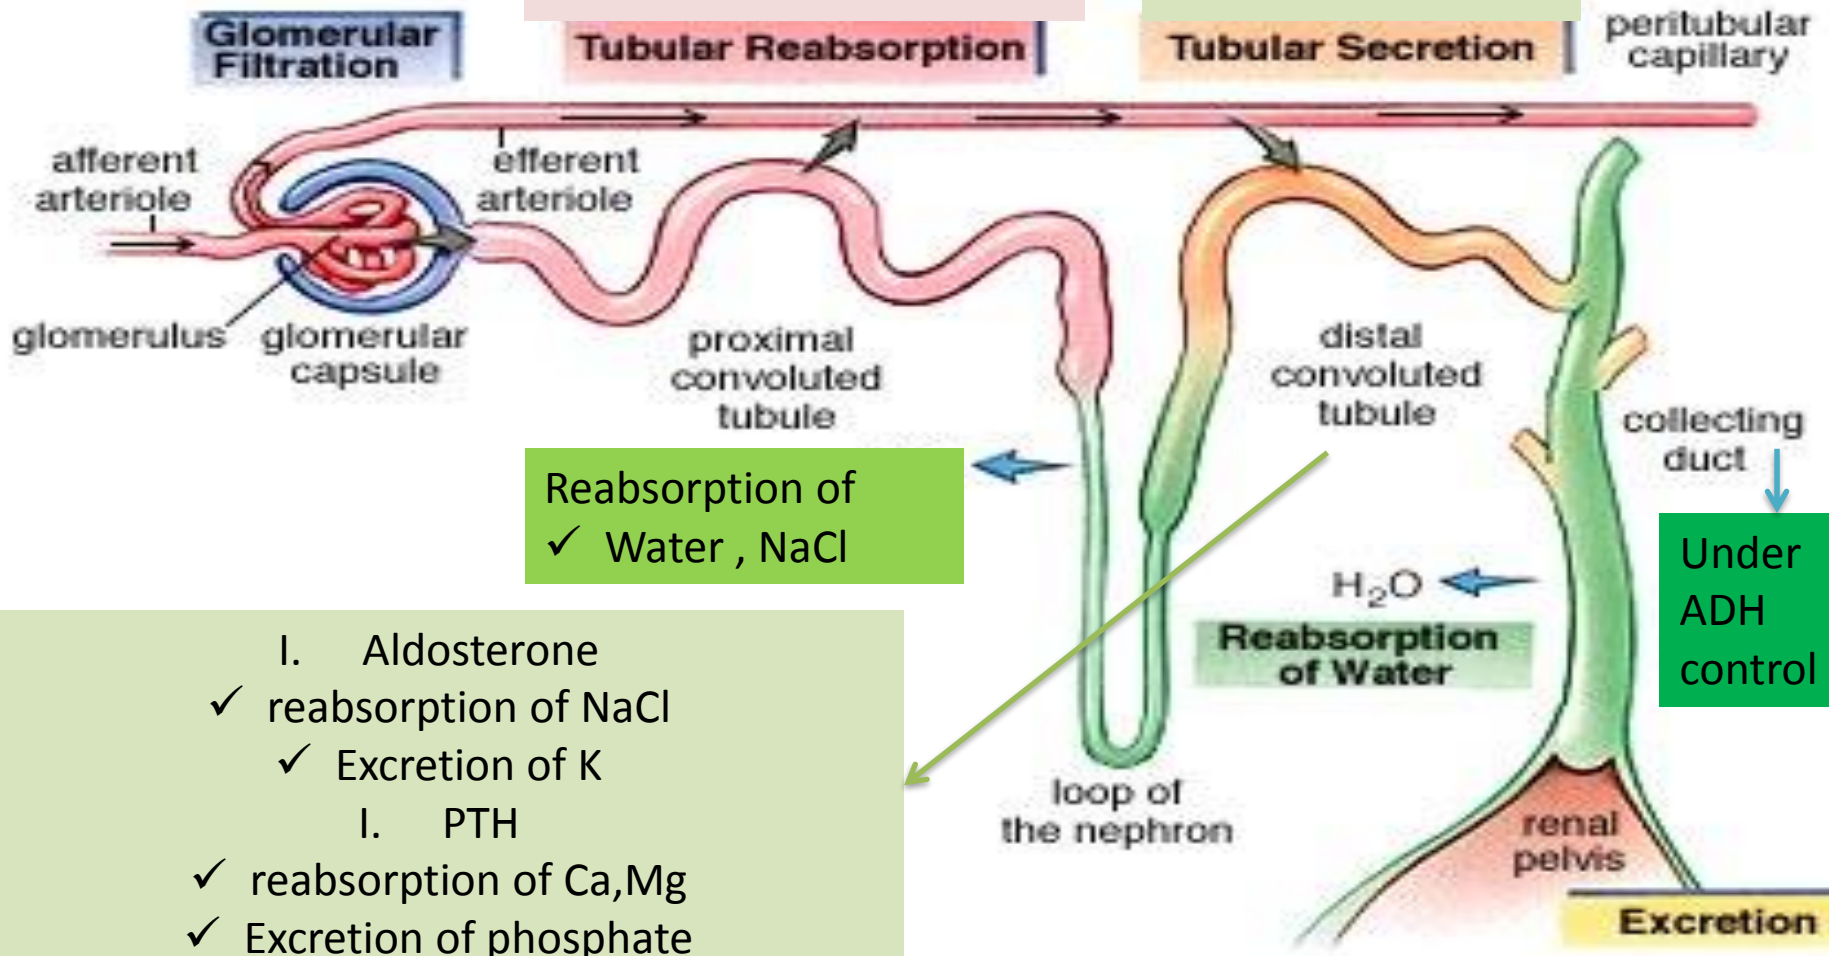 Glomerular
Filtration
Tubular Reabsorption
Tubular Secretion
peritubular
capillary
afferent
arteriole
efferent
arteriole
glomerulus
glomerular
capsule
proximal
convoluted
tubule
distal
convoluted
tubule
collecting
duct
Reabsorption of
✓ Water , NaCl
Under
ADH
control
H₂O
Reabsorption
of Water
I. Aldosterone
✓ reabsorption of NaCl
✓ Excretion of K
I. PTH
✓ reabsorption of Ca,Mg
✓ Excretion of phosphate
loop of
the nephron
renal
pelvis
Excretion